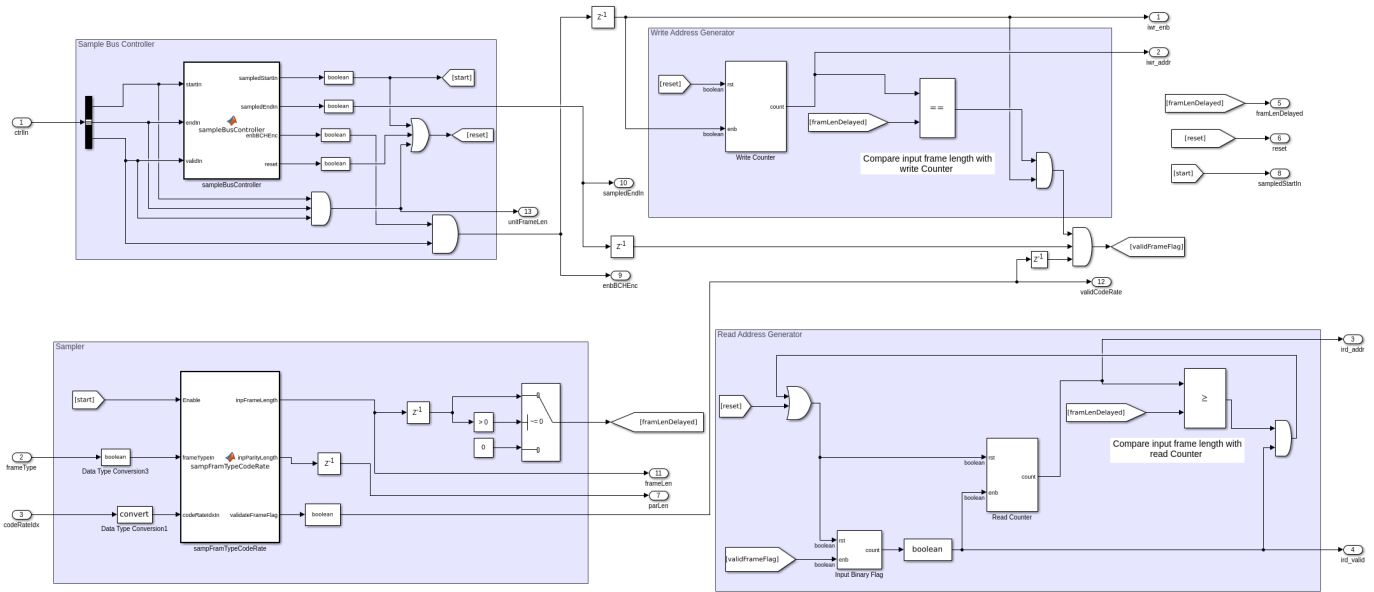 Sample Bus Controller
1
ctrlIn
startIn
endIn
validIn
sampleBusController
sampledStartIn
sampledEndIn
enbBCHEnc
reset
sampleBusController
boolean
boolean
boolean
boolean
[start]
[reset]
13
unitFrameLen
10
sampledEndIn
9
enbBCHEnc
Z-1
Z-1
Write Address Generator
[reset]
rst
boolean
enb
boolean
count
Write Counter
[framLenDelayed]
==
Compare input frame length with
write Counter
1
iwr_enb
2
iwr_addr
[framLenDelayed]
5
framLenDelayed
[reset]
6
reset
[start]
8
sampledStartIn
Z-1
[validFrameFlag]
12
validCodeRate
Sampler
[start]
2
frameType
boolean
Data Type Conversion3
3
codeRateIdx
convert
Data Type Conversion1
Enable
frameTypeIn
codeRateIdxIn
sampFramTypeCodeRate
inpFrameLength
inpParityLength
validateFrameFlag
sampFramTypeCodeRate
Z-1
Z-1
boolean
> 0
0
~= 0
[framLenDelayed]
11
frameLen
7
parLen
Read Address Generator
[reset]
[validFrameFlag]
rst
boolean
enb
boolean
count
Input Binary Flag
boolean
rst
boolean
enb
boolean
count
Read Counter
[framLenDelayed]
≥
Compare input frame length with
read Counter
3
ird_addr
4
ird_valid